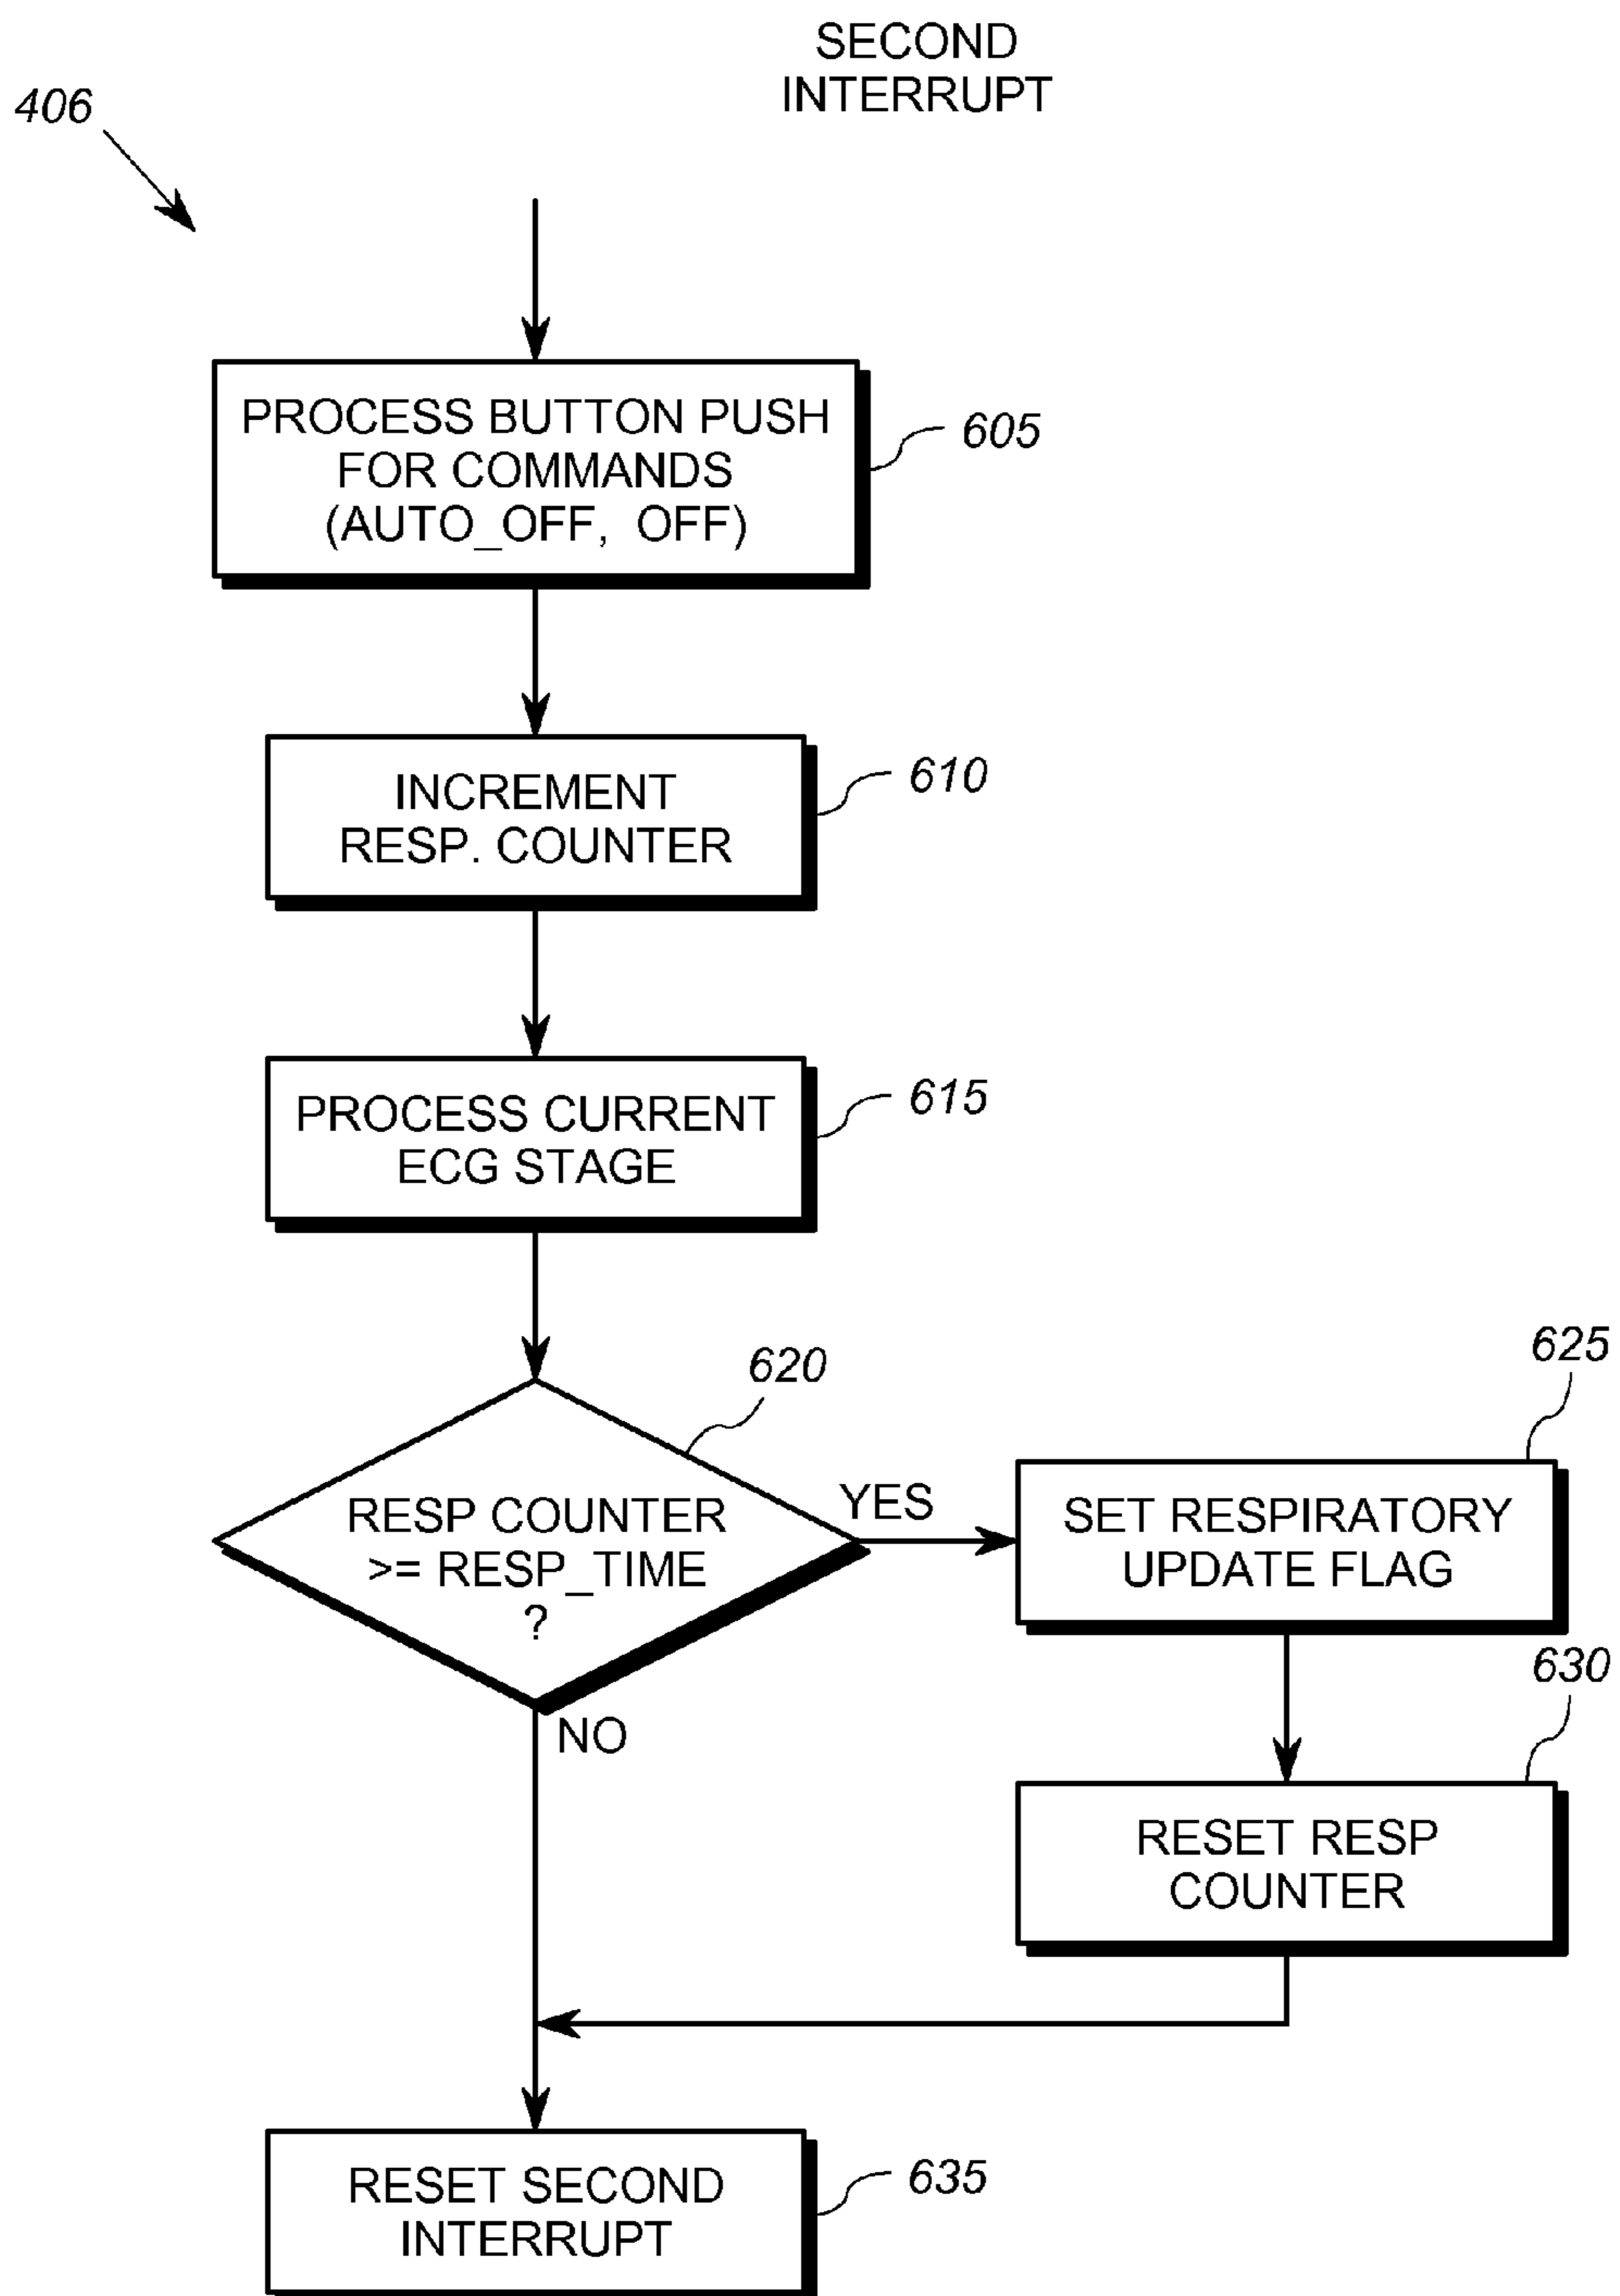 SECOND
INTERRUPT
406
PROCESS BUTTON PUSH
FOR COMMANDS
(AUTO_OFF, OFF)
605
INCREMENT
RESP. COUNTER
610
PROCESS CURRENT
ECG STAGE
615
620
RESP COUNTER
>= RESP_TIME
?
YES
NO
625
SET RESPIRATORY
UPDATE FLAG
630
RESET RESP
COUNTER
RESET SECOND
INTERRUPT
635